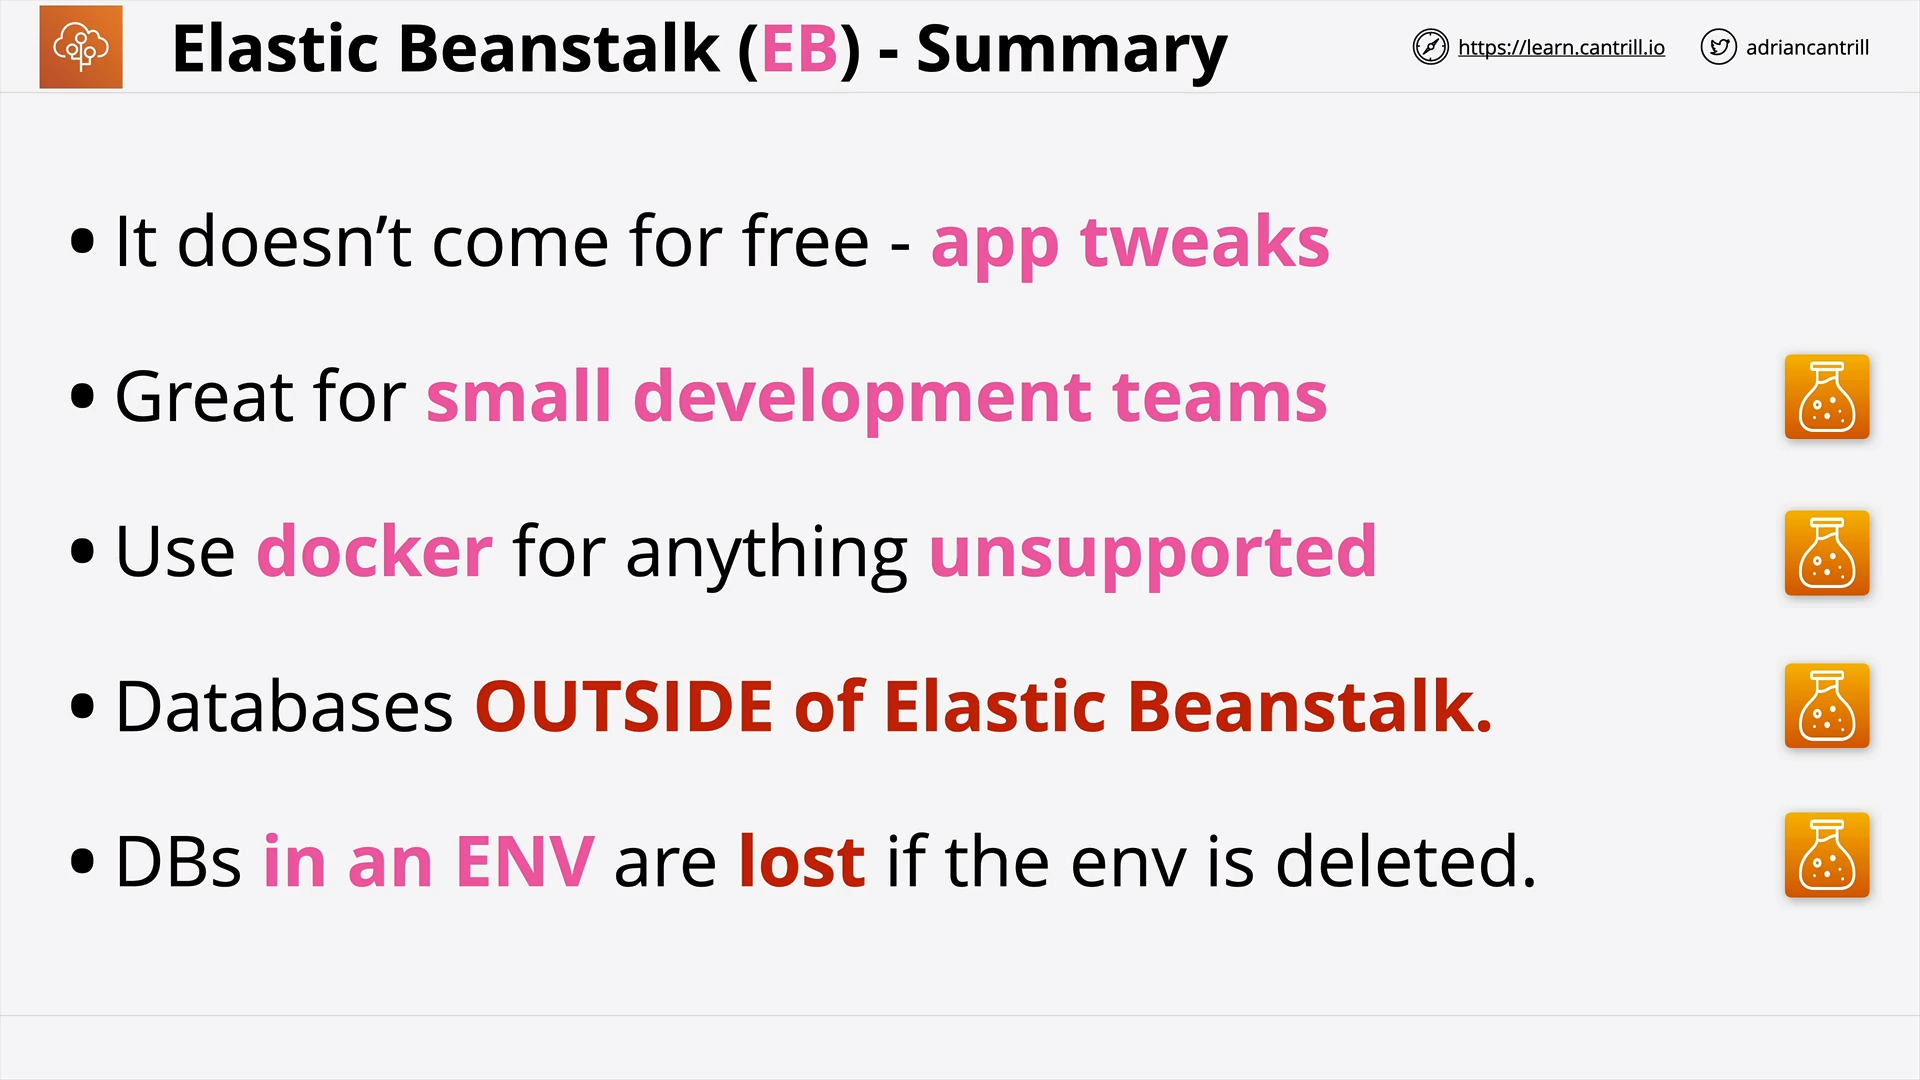 Elastic Beanstalk (EB) - Summary
https://learn.cantrill.io
adriancantrill
• It doesn’t come for free - app tweaks
• Great for small development teams
• Use docker for anything unsupported
• Databases OUTSIDE of Elastic Beanstalk.
• DBs in an ENV are lost if the env is deleted.